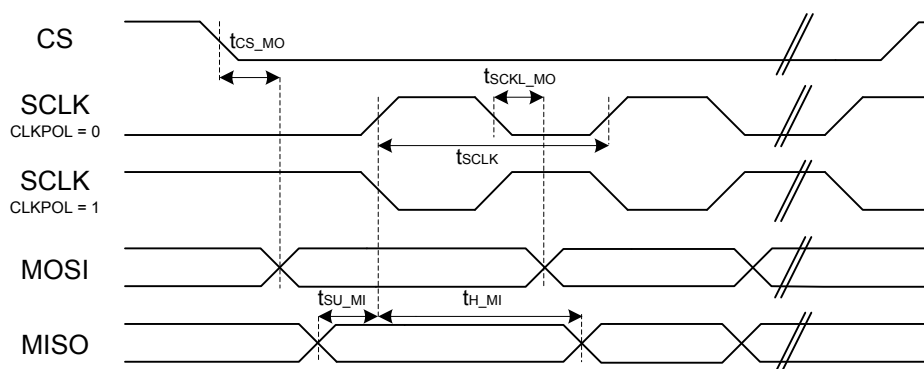 CS
tCS_MO
tSCKL_MO
SCLK
CLKPOL = 0
tSCLK
SCLK
CLKPOL = 1
MOSI
tSU_MI
tH_MI
MISO